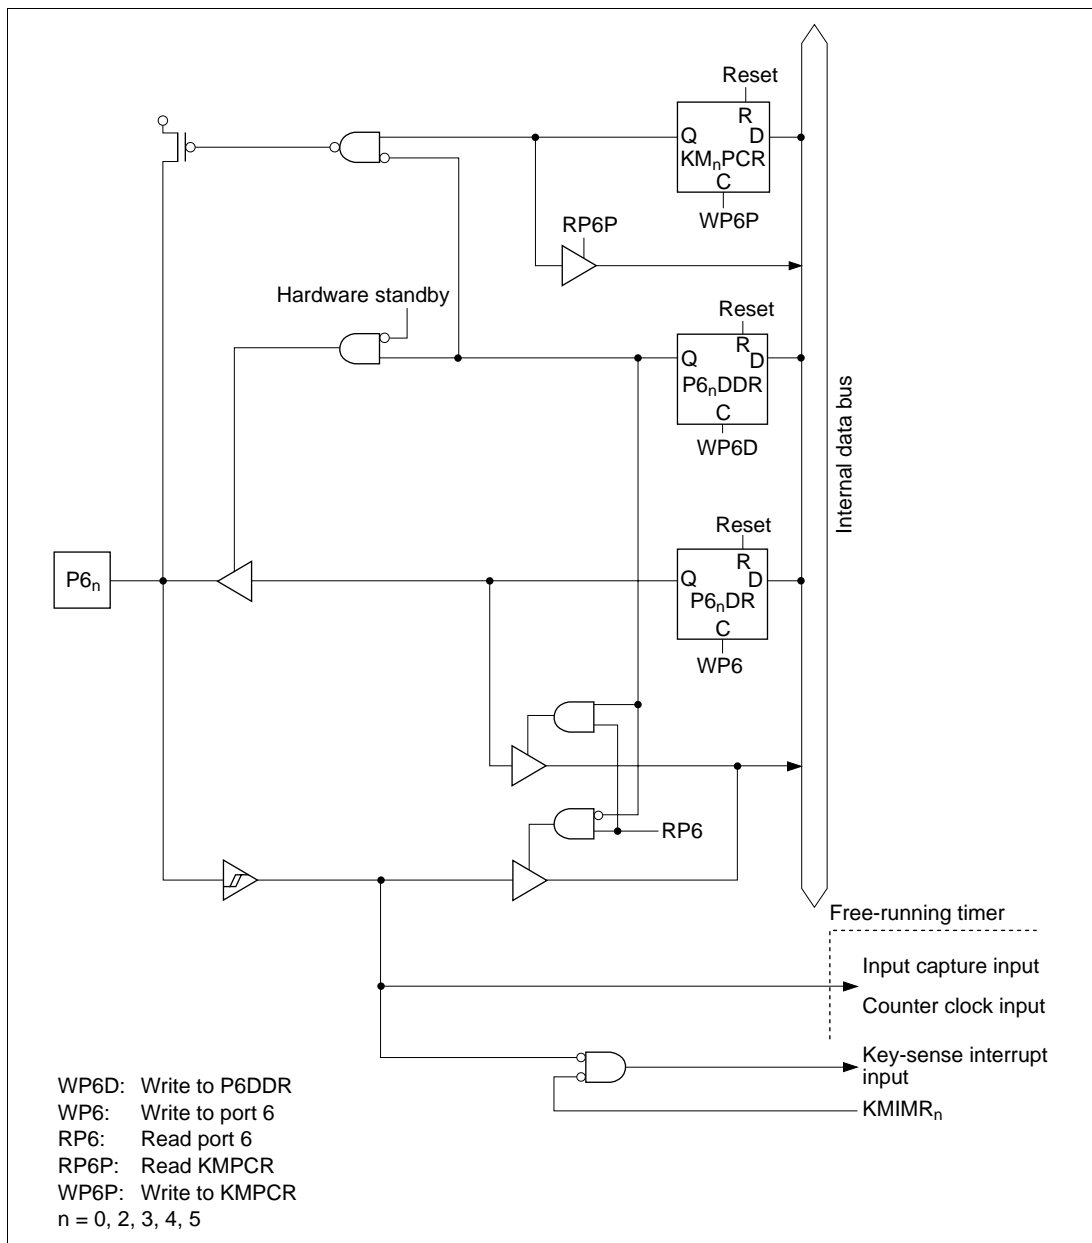 Reset
R
Q
D
KMnPCR
C
WP6P
RP6P
Hardware standby
Reset
R
Q
D
P6nDDR
C
WP6D
Internal data bus
Reset
R
P6n
Q
D
P6nDR
C
WP6
RP6
Free-running timer
Input capture input
Counter clock input
Key-sense interrupt
input
KMIMRn
WP6D: Write to P6DDR
WP6: Write to port 6
RP6: Read port 6
RP6P: Read KMPCR
WP6P: Write to KMPCR
n = 0, 2, 3, 4, 5